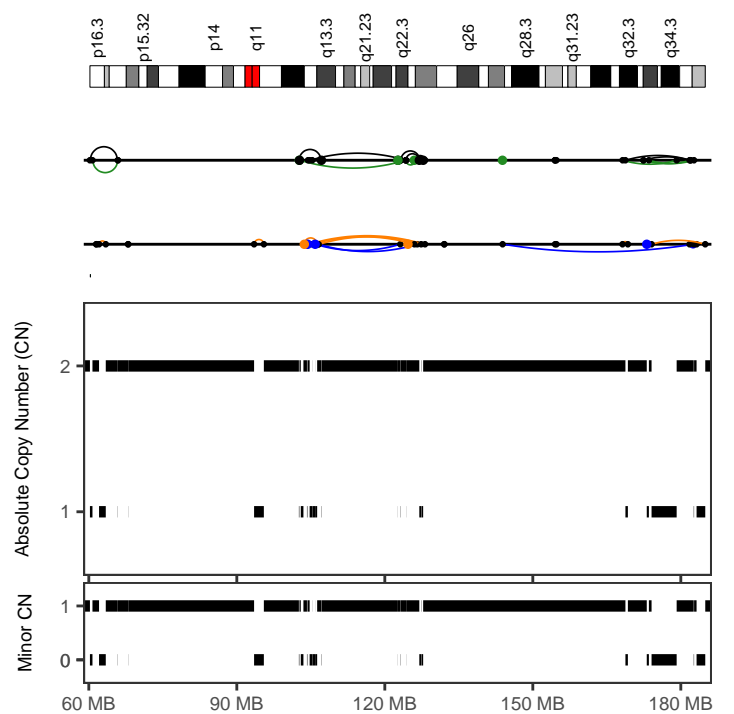 p16.3
p15.32
p14
q11
q13.3
q21.23
q22.3
q26
q28.3
q31.23
q32.3
q34.3
Absolute Copy Number (CN)
2
1
Minor CN
1
0
60 MB 90 MB 120 MB 150 MB 180 MB